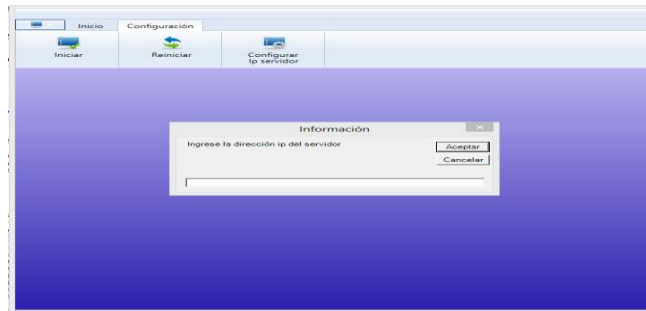 Inicio
Configuración
Iniciar
Reiniciar
Configurar
Ip servidor
Información
Ingrese la dirección ip del servidor
Aceptar
Cancelar